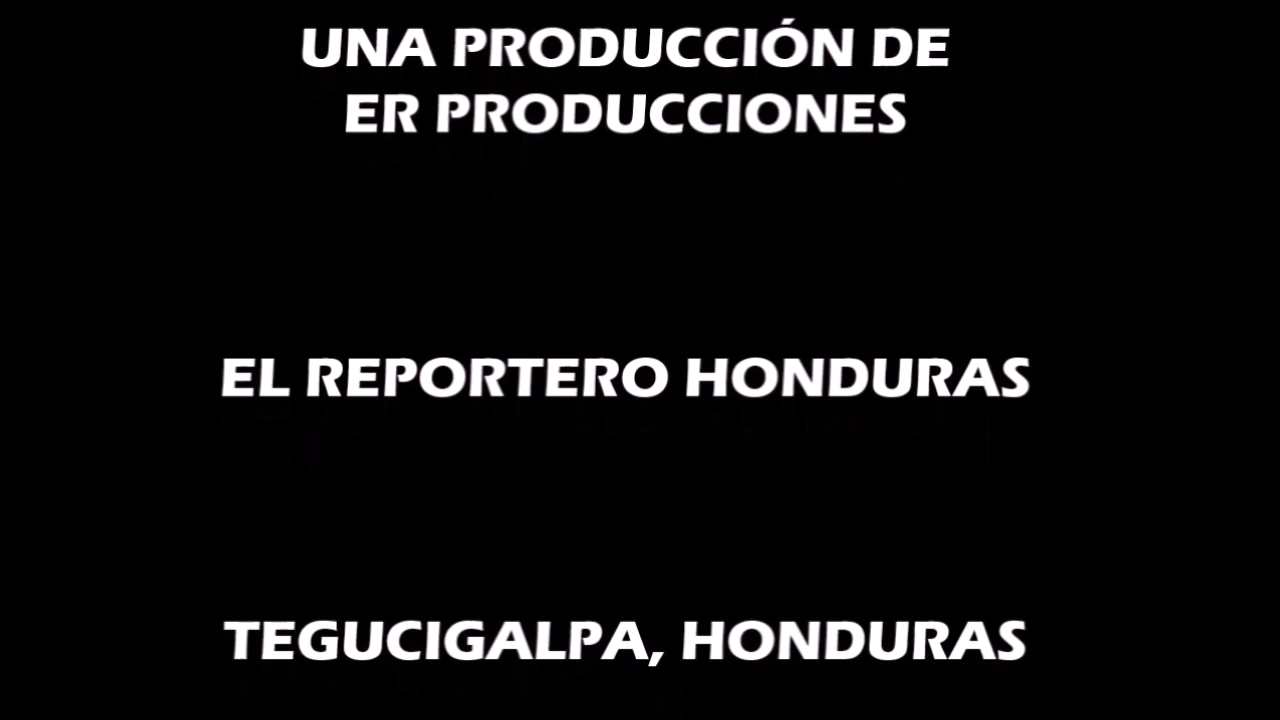 UNA PRODUCCIÓN DE
ER PRODUCCIONES
EL REPORTERO HONDURAS
TEGUCIGALPA, HONDURAS